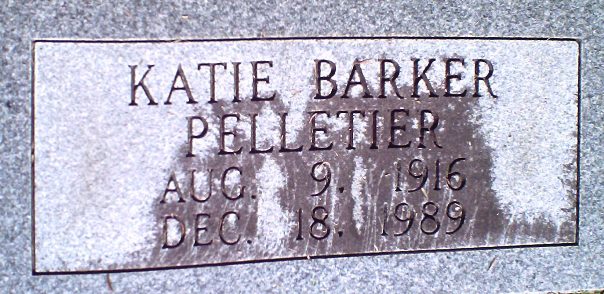 KATIE BARKER
PELLETIER
AUG. 9. 1916
DEC. 18. 1989